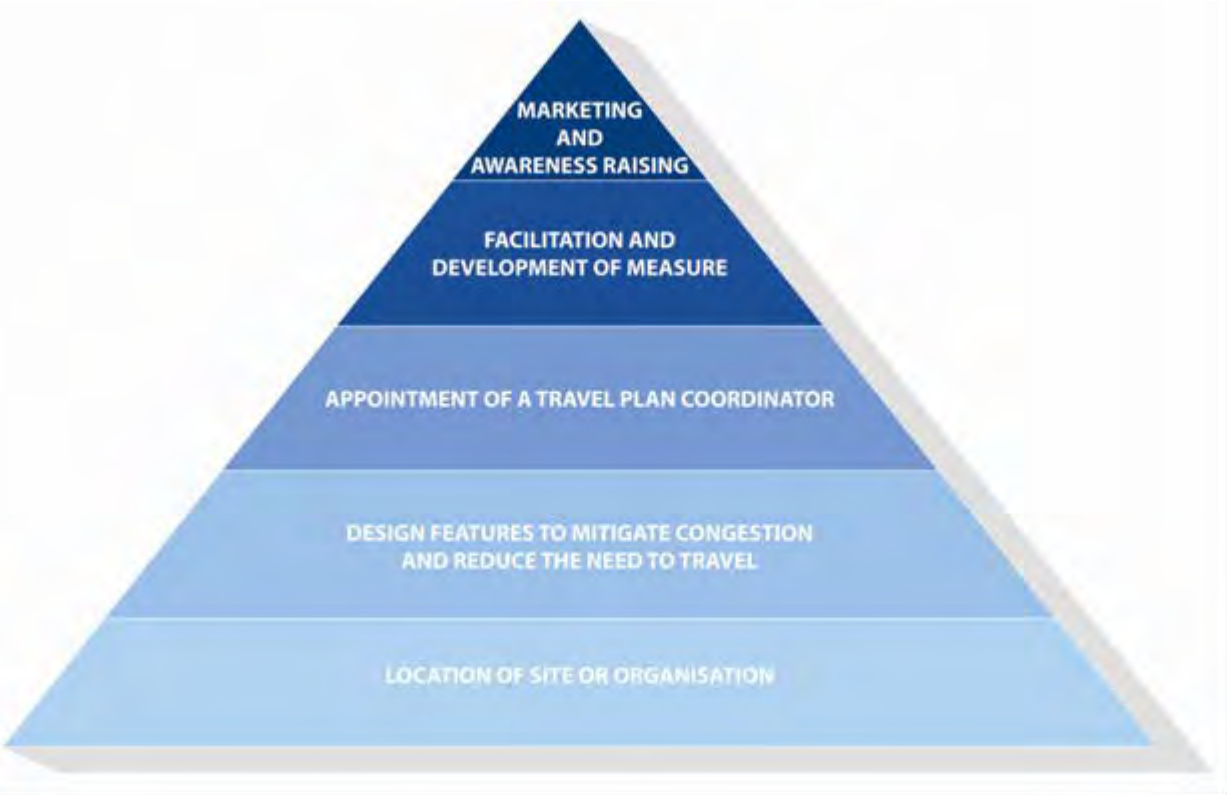 MARKETING
AND
AWARENESS RAISING
FACILITATION AND
DEVELOPMENT OF MEASURE
APPOINTMENT OF A TRAVEL PLAN COORDINATOR
DESIGN FEATURES TO MITIGATE CONGESTION
AND REDUCE THE NEED TO TRAVEL
LOCATION OF SITE OR ORGANISATION